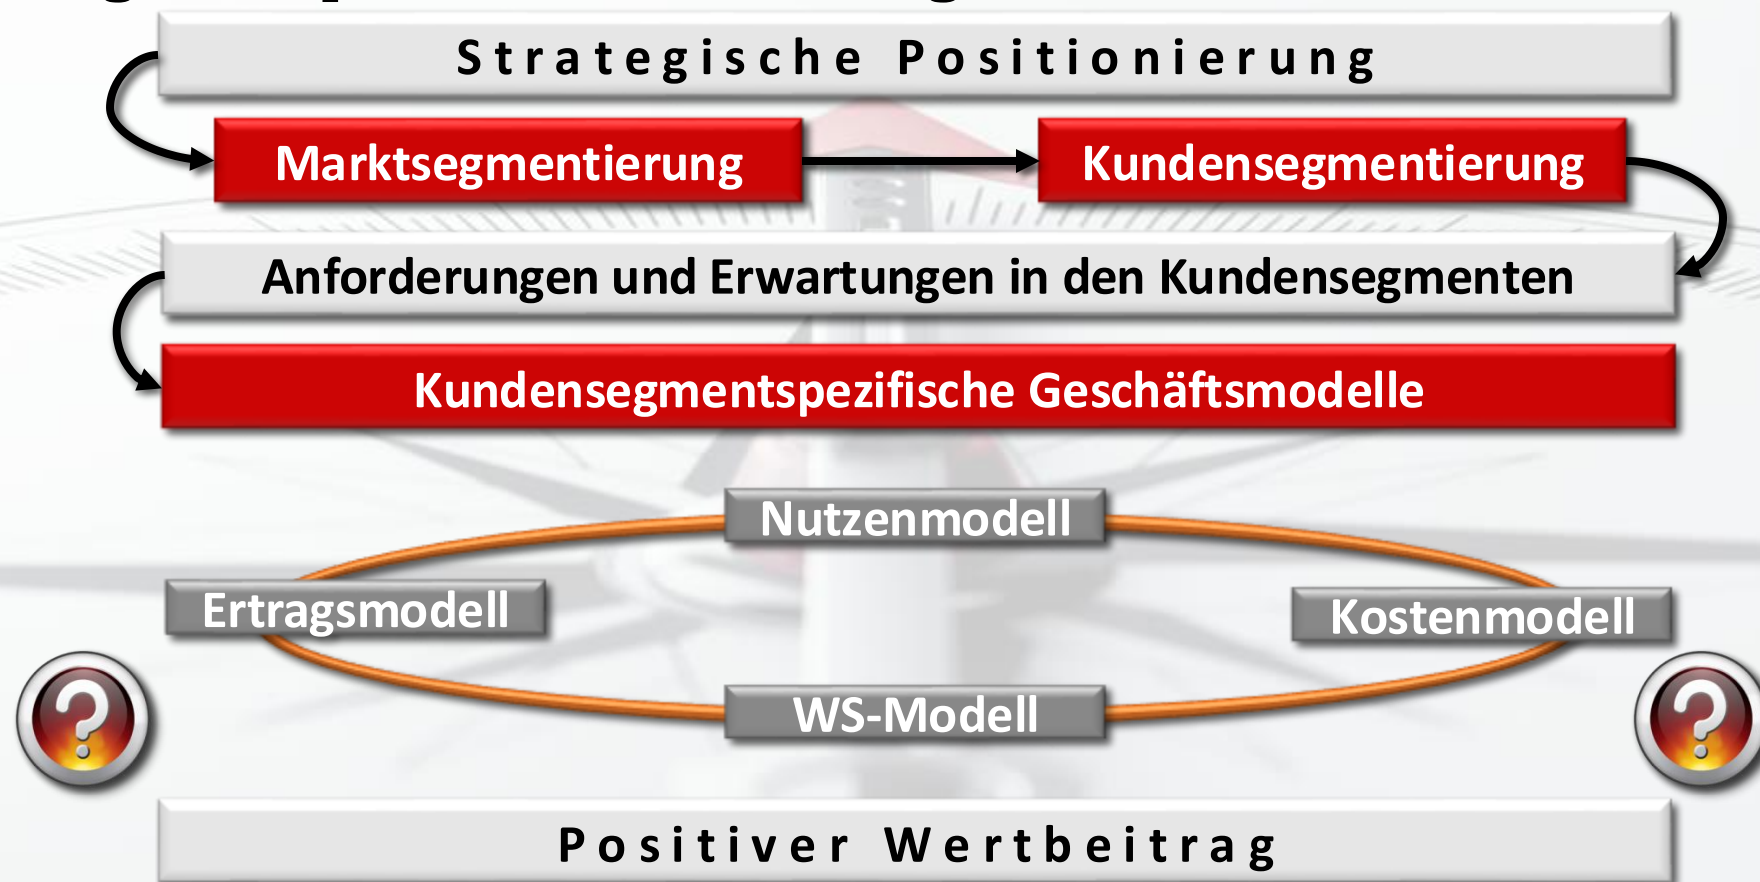 Strategische Positionierung
Marktsegmentierung
Kundensegmentierung
Anforderungen und Erwartungen in den Kundensegmenten
Kundensegmentspezifische Geschäftsmodelle
Nutzenmodell
Ertragsmodell
Kostenmodell
WS-Modell
?
?
Positiver Wertbeitrag